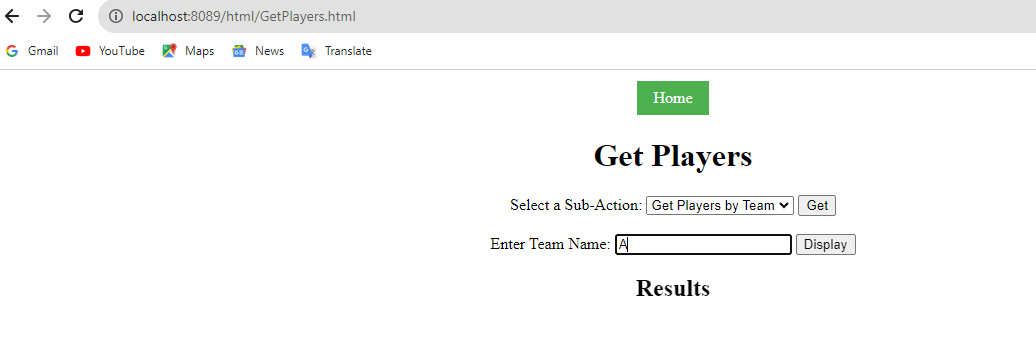 localhost:8089/html/GetPlayers.html
Gmail YouTube Maps News Translate
Home
Get Players
Select a Sub-Action: Get Players by Team Get
Enter Team Name: A Display
Results